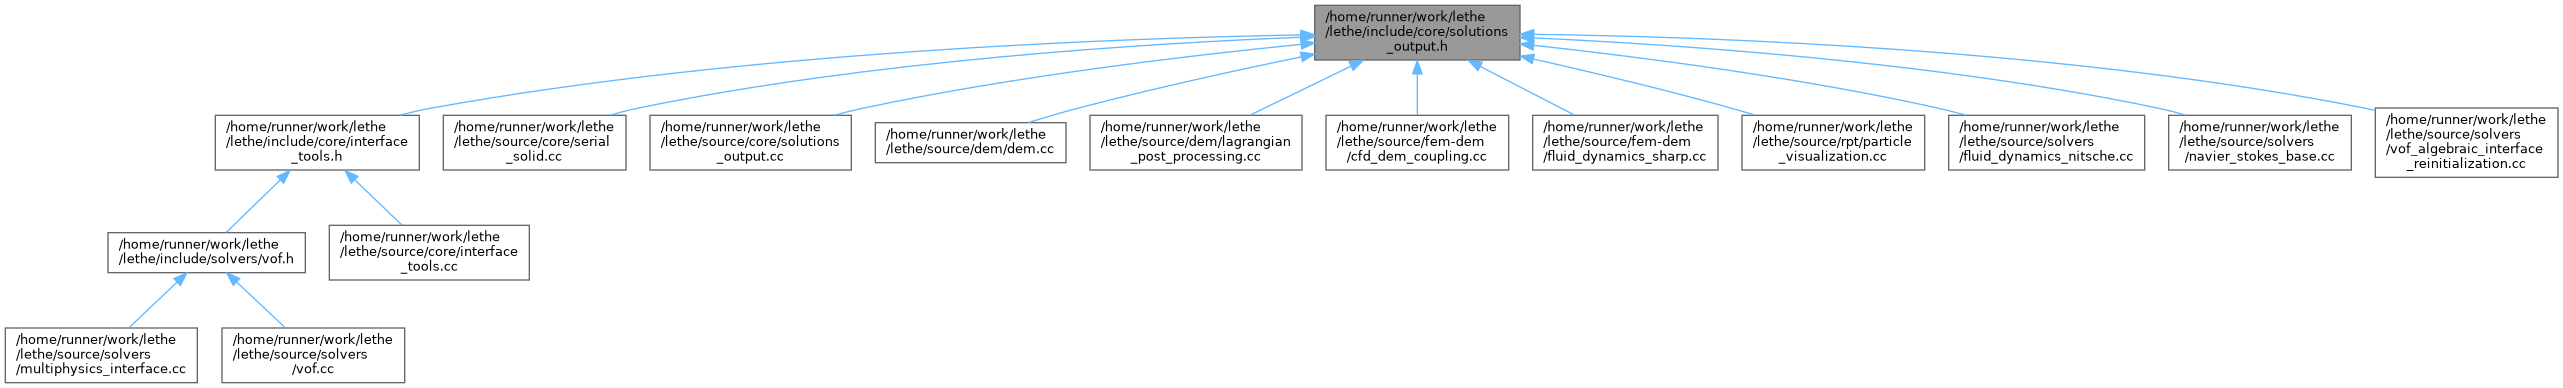 /home/runner/work/lethe
/lethe/include/core/solutions
_output.h
/home/runner/work/lethe
/lethe/include/core/interface
_tools.h
/home/runner/work/lethe
/lethe/source/core/serial
_solid.cc
/home/runner/work/lethe
/lethe/source/core/solutions
_output.cc
/home/runner/work/lethe
/lethe/source/dem/dem.cc
/home/runner/work/lethe
/lethe/source/dem/lagrangian
_post_processing.cc
/home/runner/work/lethe
/lethe/source/fem-dem
/cfd_dem_coupling.cc
/home/runner/work/lethe
/lethe/source/fem-dem
/fluid_dynamics_sharp.cc
/home/runner/work/lethe
/lethe/source/rpt/particle
_visualization.cc
/home/runner/work/lethe
/lethe/source/solvers
/fluid_dynamics_nitsche.cc
/home/runner/work/lethe
/lethe/source/solvers
/navier_stokes_base.cc
/home/runner/work/lethe
/lethe/source/solvers
/vof_algebraic_interface
_reinitialization.cc
/home/runner/work/lethe
/lethe/include/solvers/vof.h
/home/runner/work/lethe
/lethe/source/core/interface
_tools.cc
/home/runner/work/lethe
/lethe/source/solvers
/multiphysics_interface.cc
/home/runner/work/lethe
/lethe/source/solvers
/vof.cc